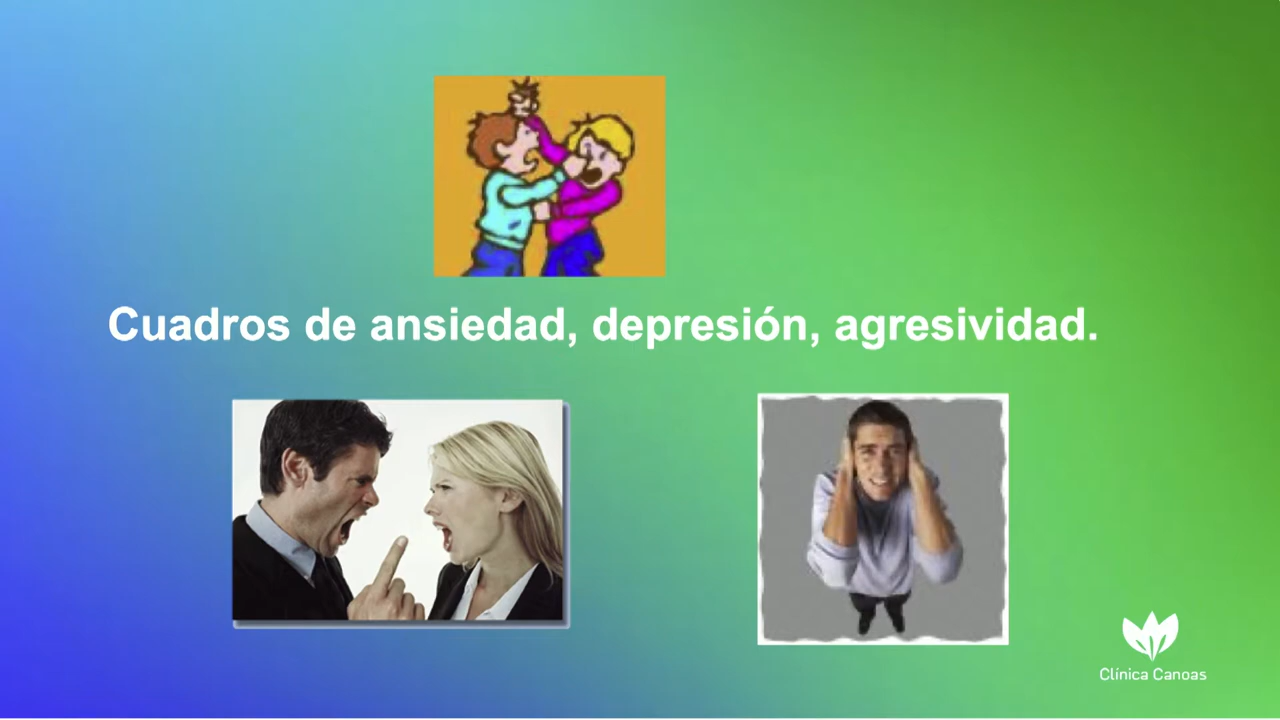 Cuadros de ansiedad, depresión, agresividad.
Clínica Canoas